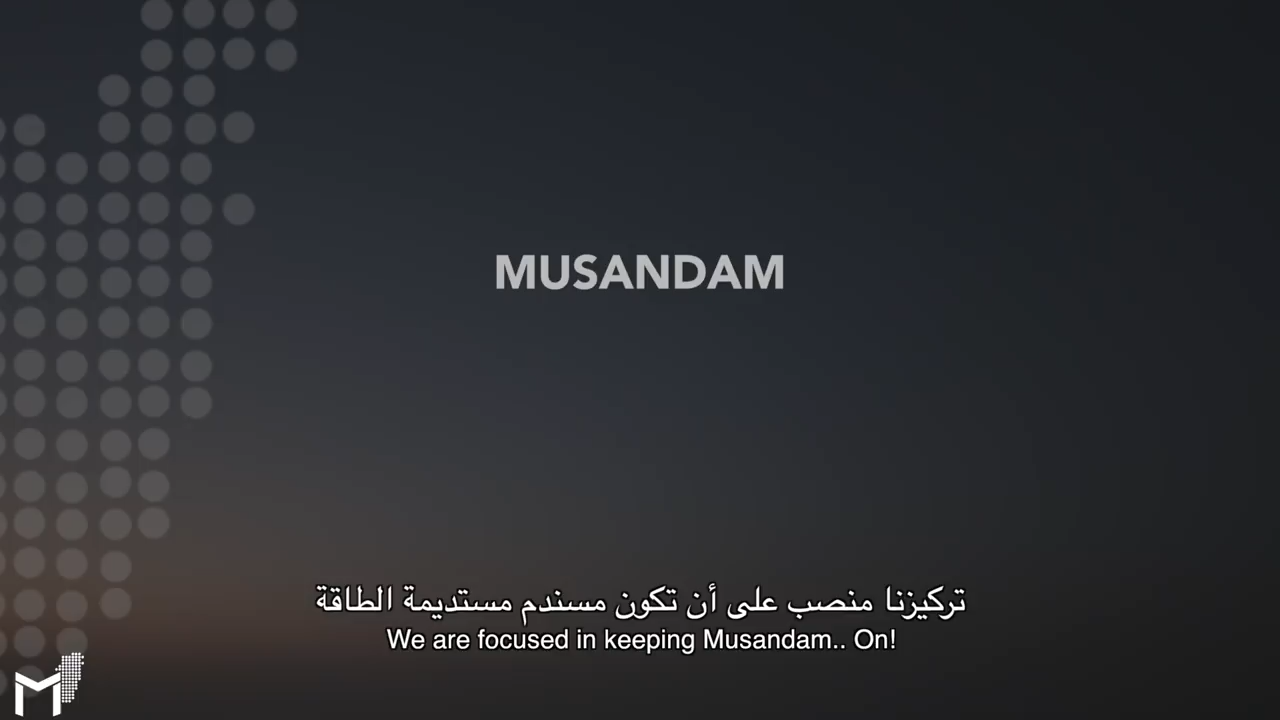 MUSANDAM
تركيزنا منصب على أن تكون مسندم مستديمة الطاقة
We are focused in keeping Musandam.. On!
M